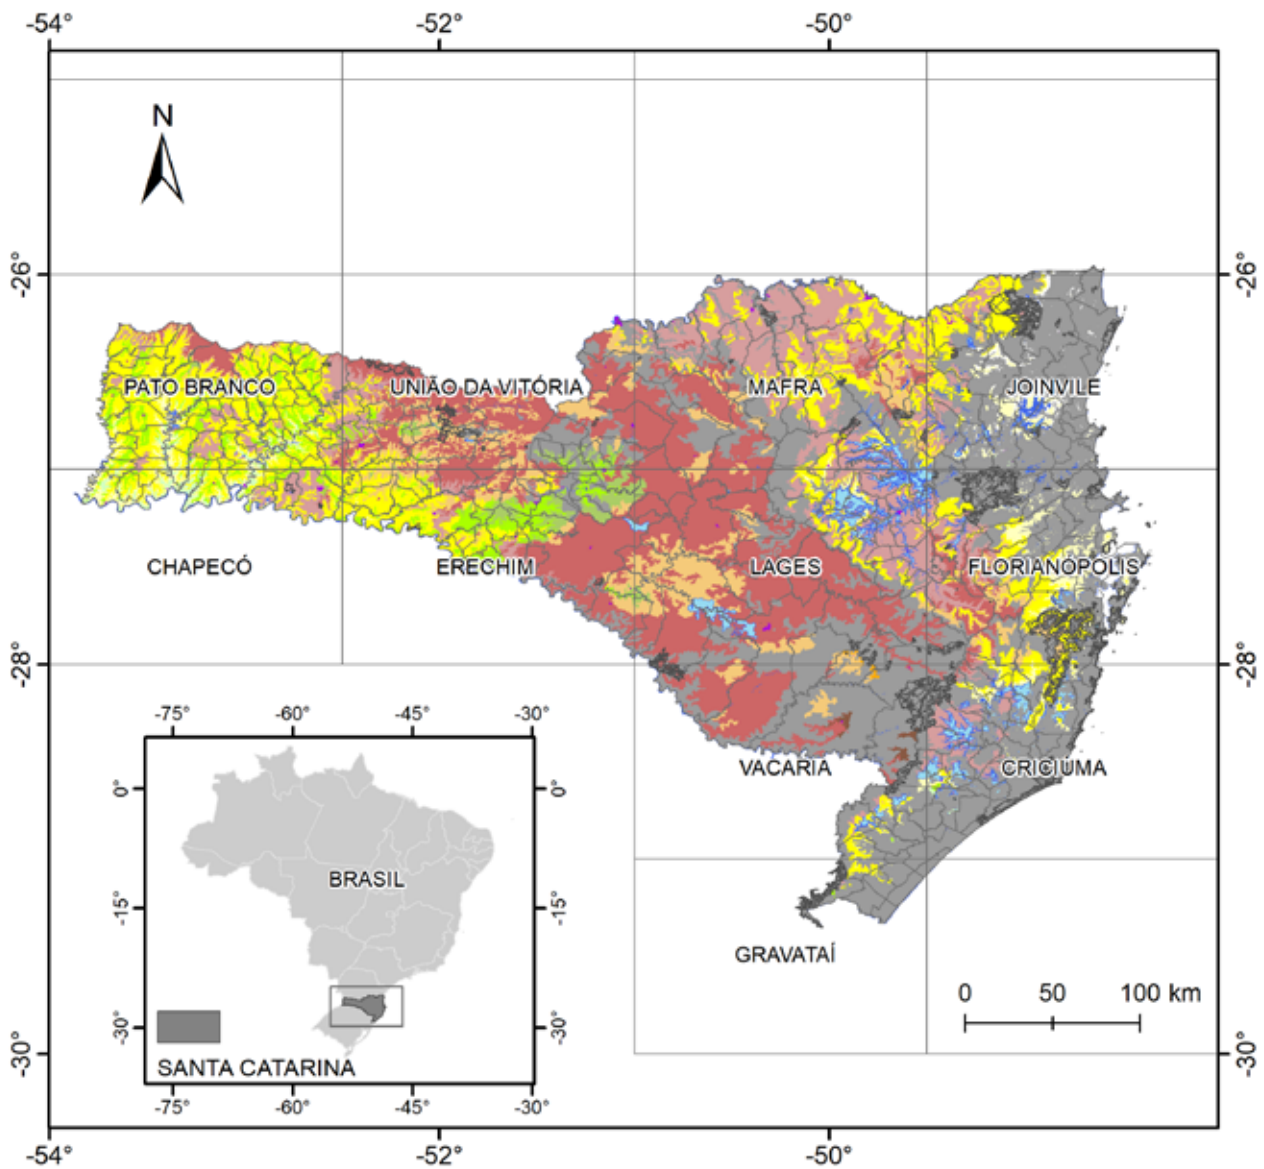 -54° -52° -50°
N
-26° -26°
PATO BRANCO UNIÃO DA VITÓRIA MAFRA JOINVILE
CHAPECÓ ERECHIM LAGES FLORIANÓPOLIS
-28° -28°
-75° -60° -45° -30°
VACARIA CRICIÚMA
0° 0°
BRASIL
-15° -15°
GRAVATAÍ
0 50 100 km
-30° -30°
SANTA CATARINA
-30° -30°
-75° -60° -45° -30°
-54° -52° -50°